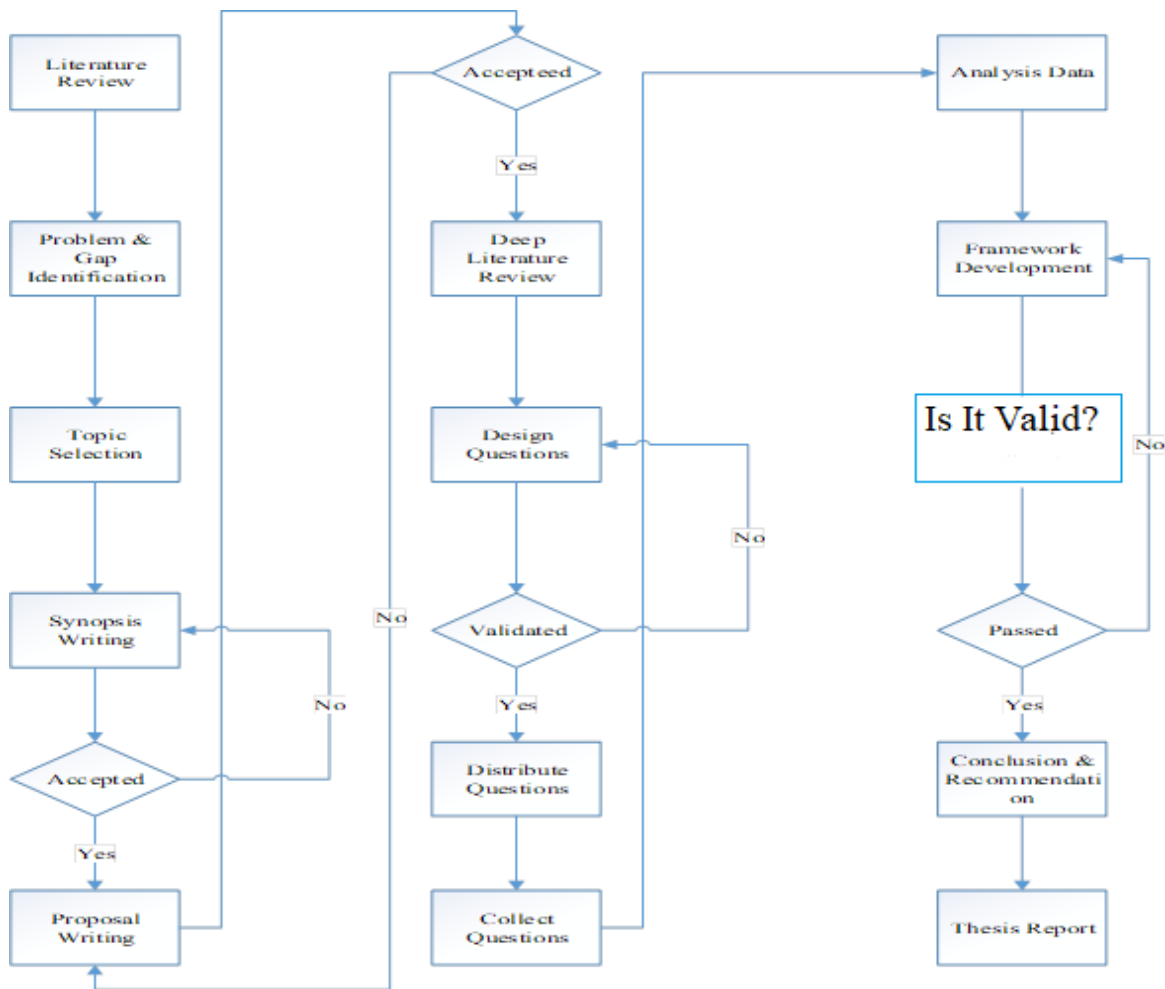 Literature
Review
Problem &
Gap
Identification
Topic
Selection
Synopsis
Writing
No
Accepted
Yes
Proposal
Writing
Accepteed
Yes
Deep
Literature
Review
Design
Questions
No
No
Validated
Yes
Distribute
Questions
Collect
Questions
Analysis Data
Framework
Development
Is It Valid?
No
Passed
Yes
Conclusion &
Recommendati
on
Thesis Report